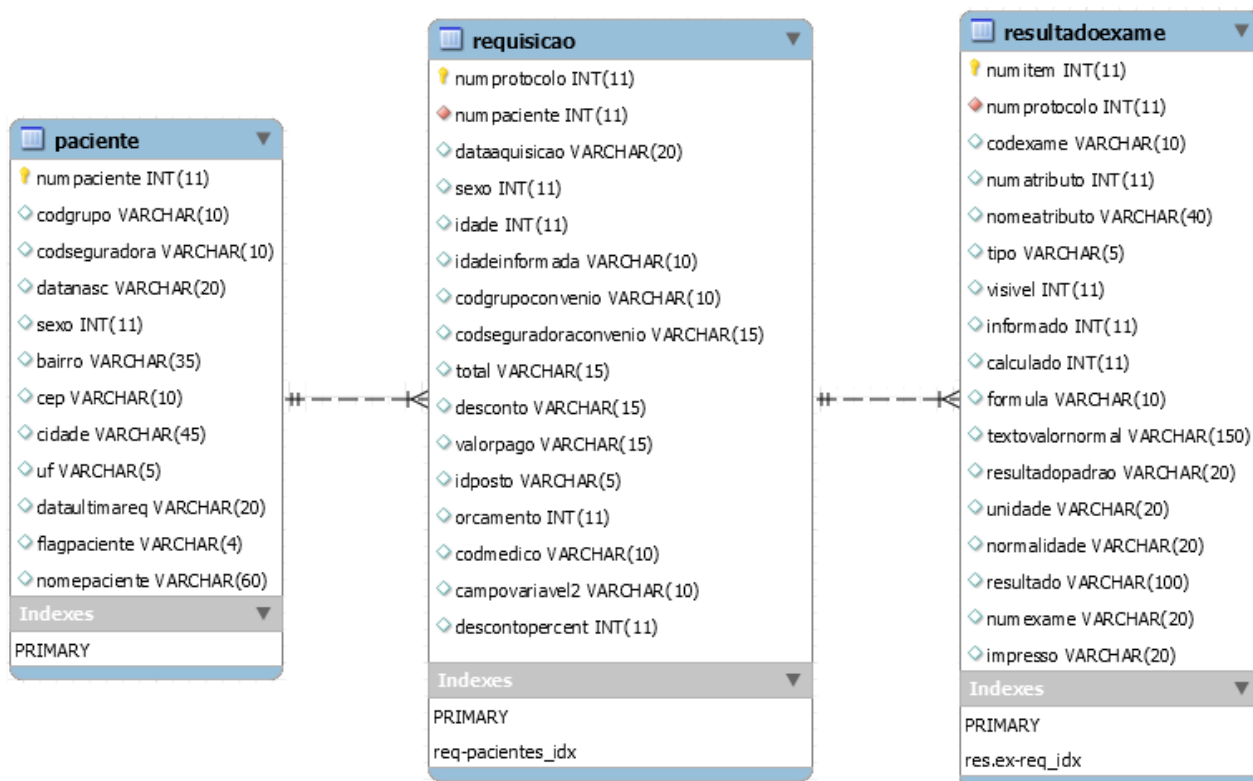 paciente
numpaciente INT(11)
codgrupo VARCHAR(10)
codseguradora VARCHAR(10)
datanasc VARCHAR(20)
sexo INT(11)
bairro VARCHAR(35)
cep VARCHAR(10)
cidade VARCHAR(45)
uf VARCHAR(5)
dataultimareq VARCHAR(20)
flagpaciente VARCHAR(4)
nomepaciente VARCHAR(60)
Indexes
PRIMARY
requisicao
numprotocolo INT(11)
numpaciente INT(11)
dataaquisicao VARCHAR(20)
sexo INT(11)
idade INT(11)
idadeinformada VARCHAR(10)
codgrupoconvenio VARCHAR(10)
codseguradoraconvenio VARCHAR(15)
total VARCHAR(15)
desconto VARCHAR(15)
valorpago VARCHAR(15)
idposto VARCHAR(5)
orcamento INT(11)
codmedico VARCHAR(10)
campovariavel2 VARCHAR(10)
descontopercent INT(11)
Indexes
PRIMARY
req-pacientes_idx
resultadoexame
numitem INT(11)
numprotocolo INT(11)
codexame VARCHAR(10)
numatributo INT(11)
nomeatributo VARCHAR(40)
tipo VARCHAR(5)
visivel INT(11)
informado INT(11)
calculado INT(11)
formula VARCHAR(10)
textovalornormal VARCHAR(150)
resultadopadrao VARCHAR(20)
unidade VARCHAR(20)
normalidade VARCHAR(20)
resultado VARCHAR(100)
numexame VARCHAR(20)
impresso VARCHAR(20)
Indexes
PRIMARY
res.ex-req_idx